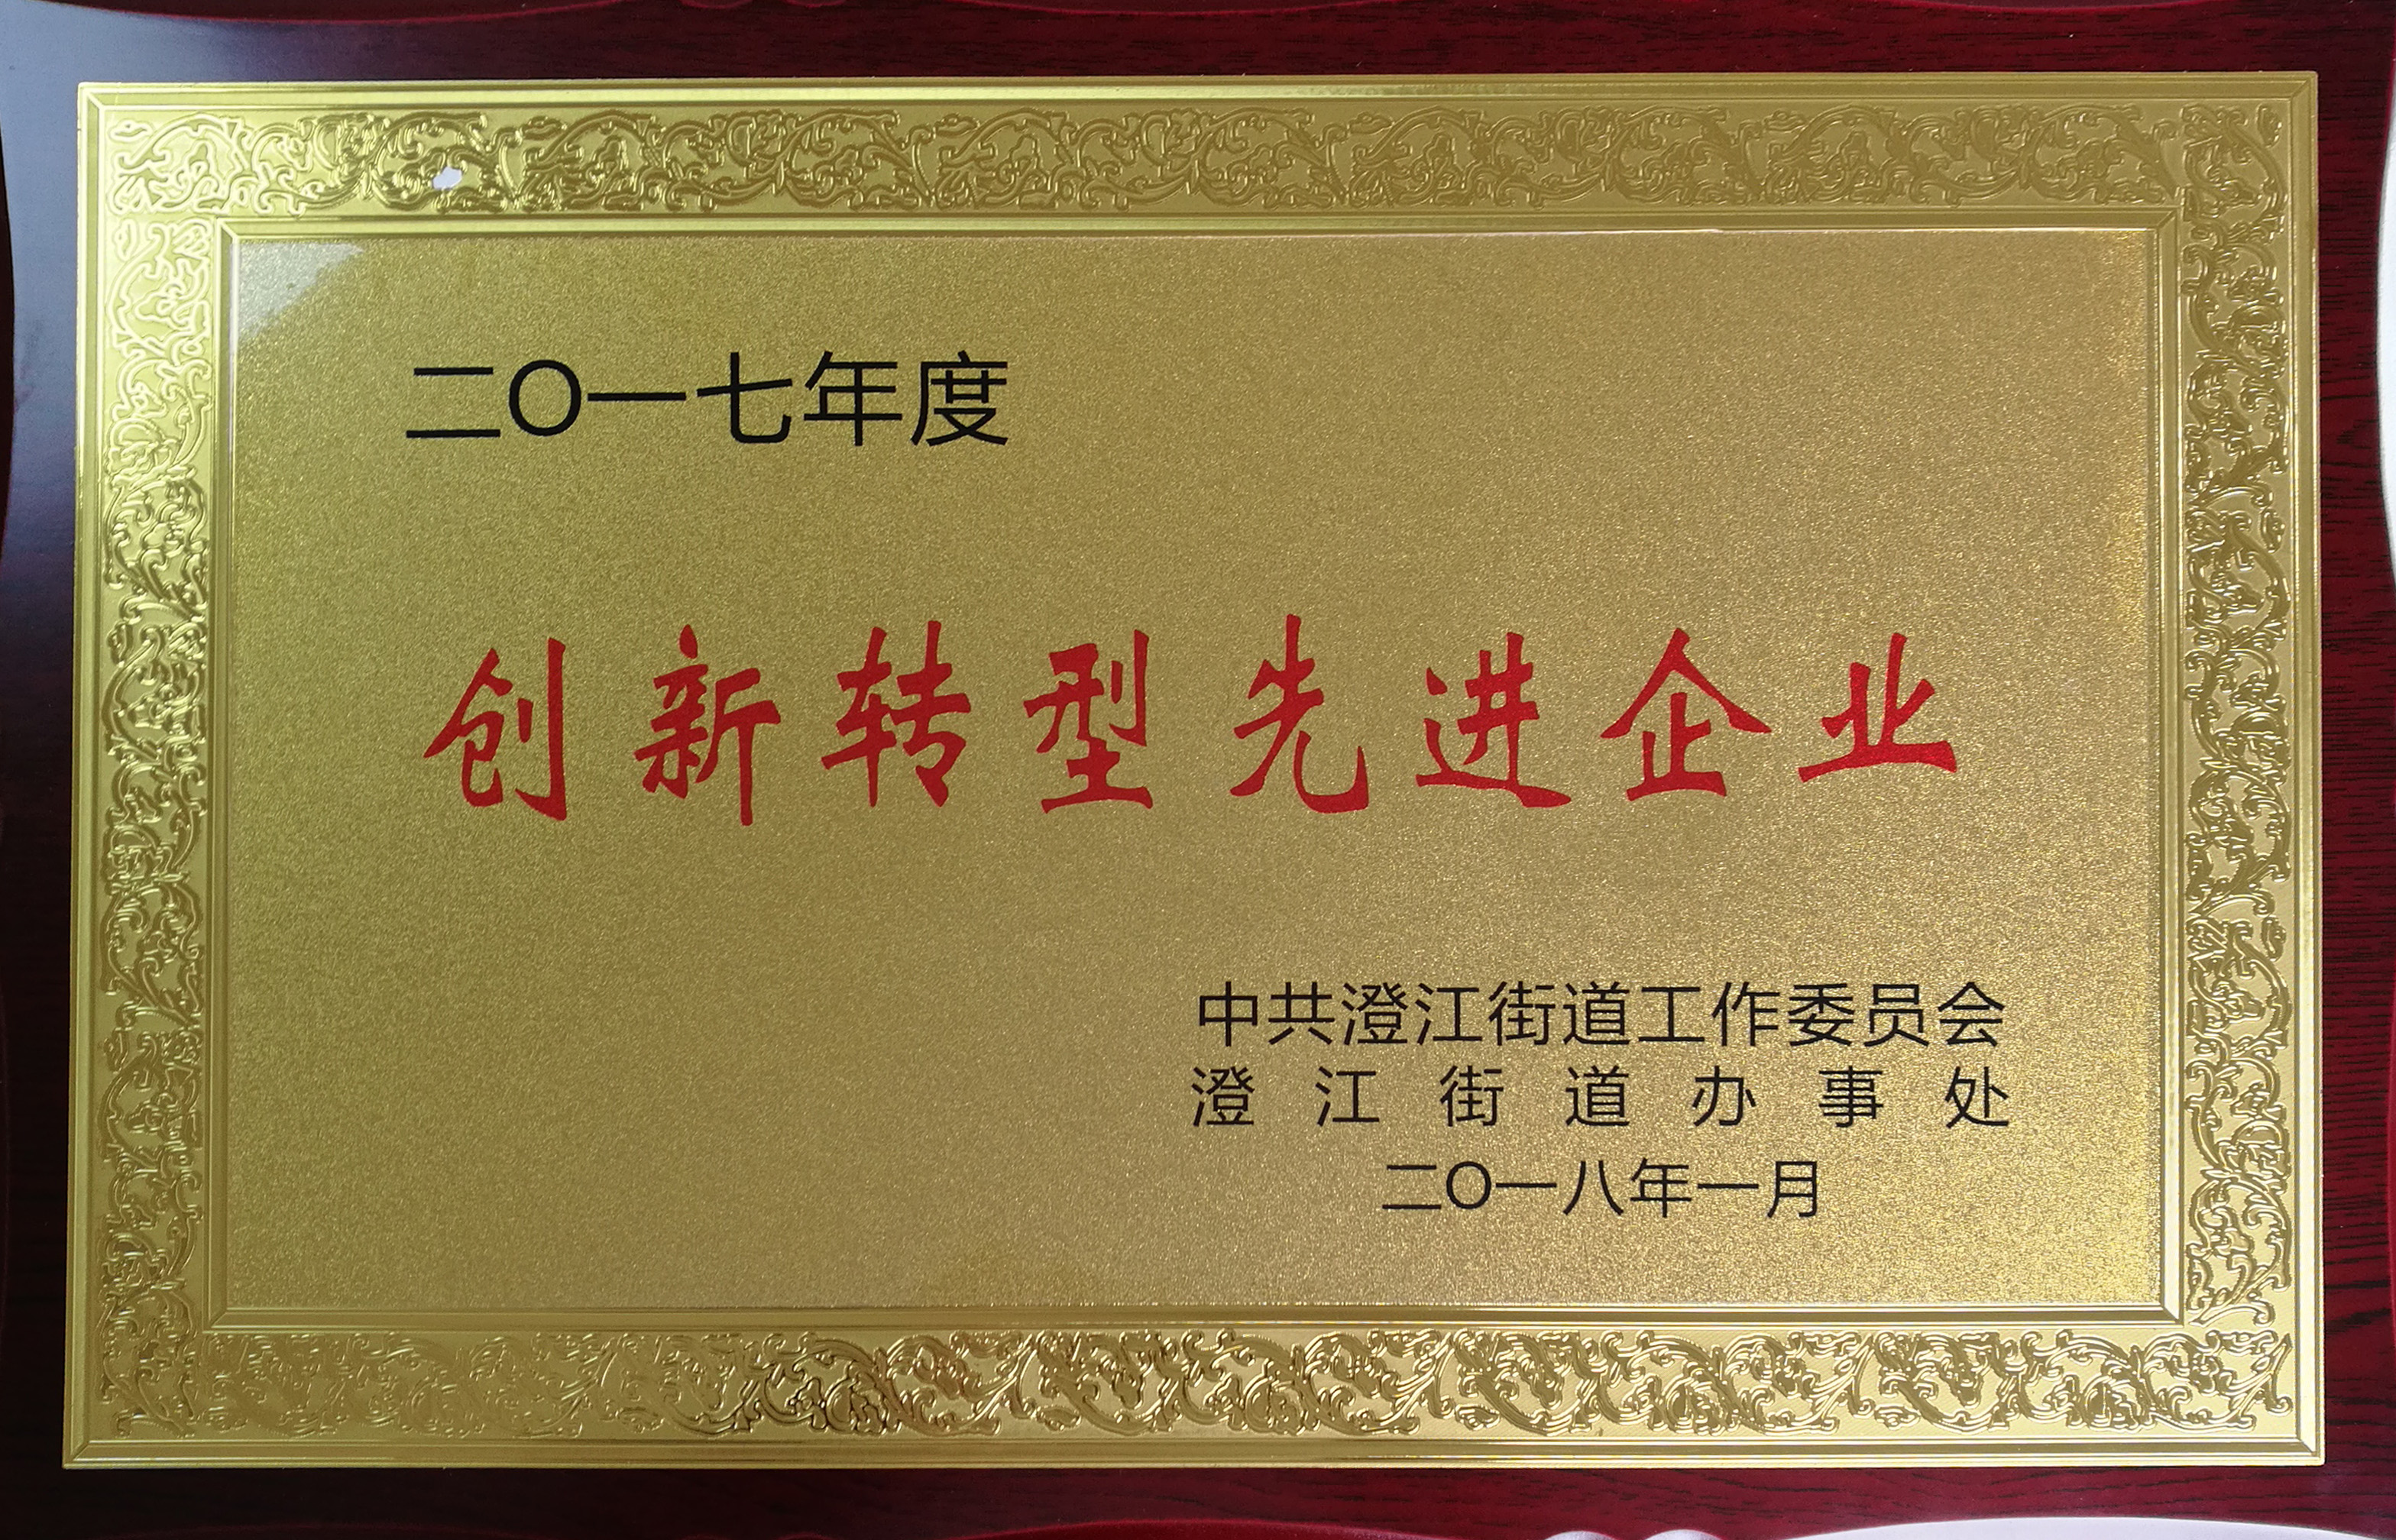 二〇一七年度
创新转型先进企业
中共澄江街道工作委员会
澄江街道办事处
二〇一八年一月